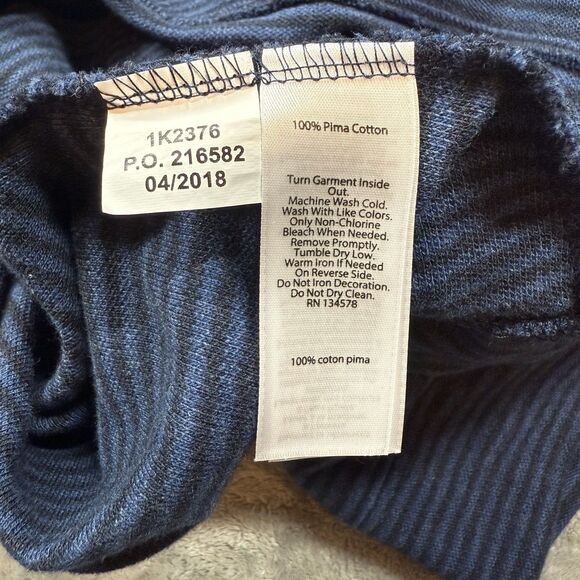 1K2376
P.O. 216582
04/2018
100% Pima Cotton
Turn Garment Inside
Out.
Machine Wash Cold.
Wash With Like Colors.
Only Non-Chlorine
Bleach When Needed.
Remove Promptly.
Tumble Dry Low.
Warm Iron If Needed
On Reverse Side.
Do Not Iron Decoration.
Do Not Dry Clean.
RN 134578
100% coton pima